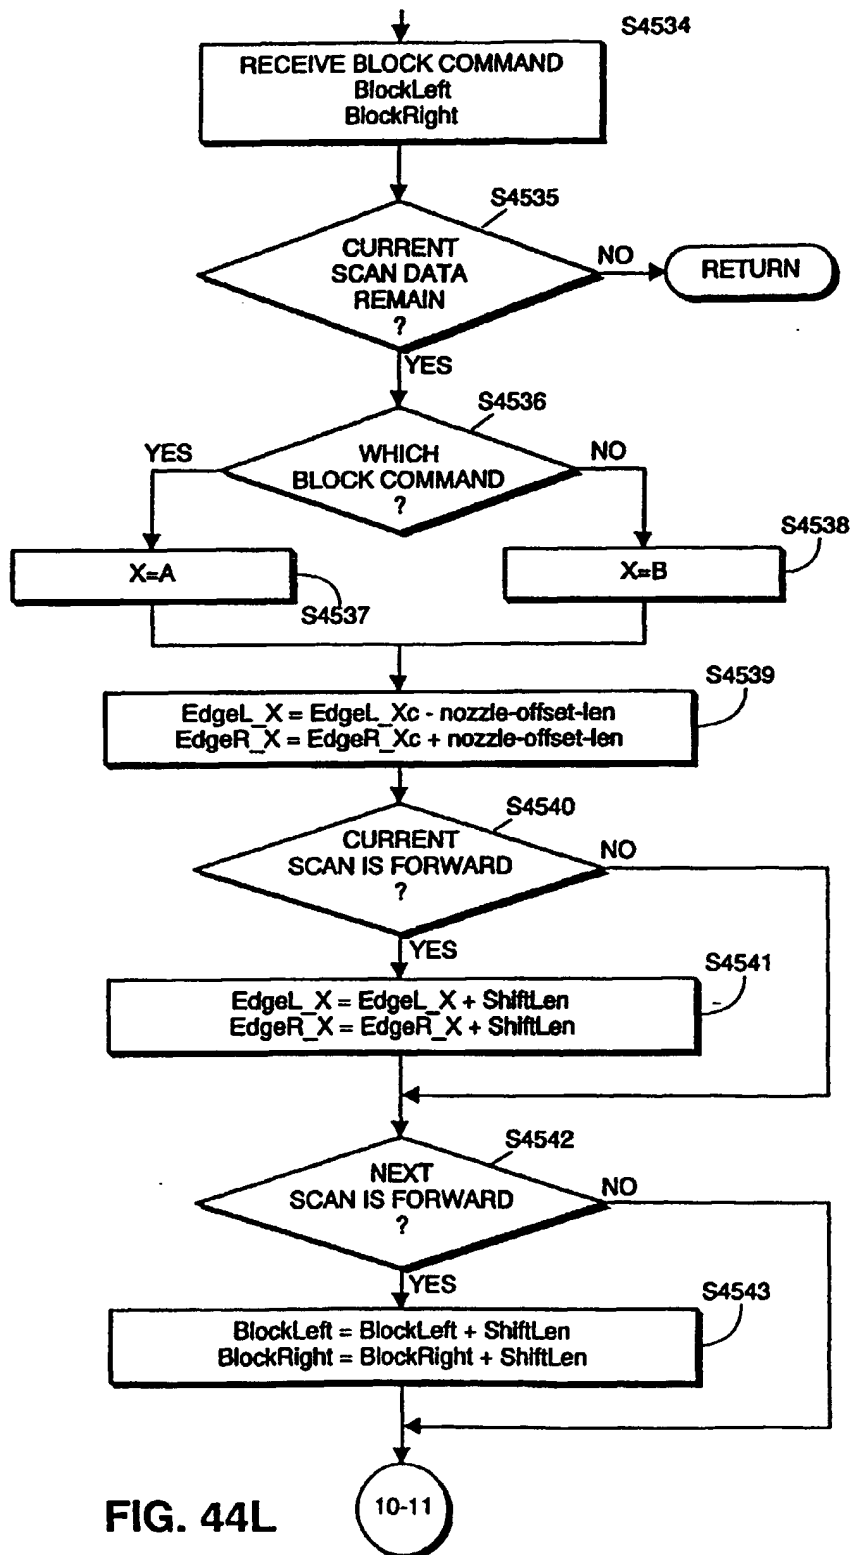 S4534
RECEIVE BLOCK COMMAND
BlockLeft
BlockRight
S4535
CURRENT
SCAN DATA
REMAIN
?
NO
RETURN
YES
S4536
WHICH
BLOCK COMMAND
?
YES
NO
X=A
S4537
X=B
S4538
S4539
EdgeL_X = EdgeL_Xc - nozzle-offset-len
EdgeR_X = EdgeR_Xc + nozzle-offset-len
S4540
CURRENT
SCAN IS FORWARD
?
NO
YES
S4541
EdgeL_X = EdgeL_X + ShiftLen
EdgeR_X = EdgeR_X + ShiftLen
S4542
NEXT
SCAN IS FORWARD
?
NO
YES
S4543
BlockLeft = BlockLeft + ShiftLen
BlockRight = BlockRight + ShiftLen
10-11
FIG. 44L